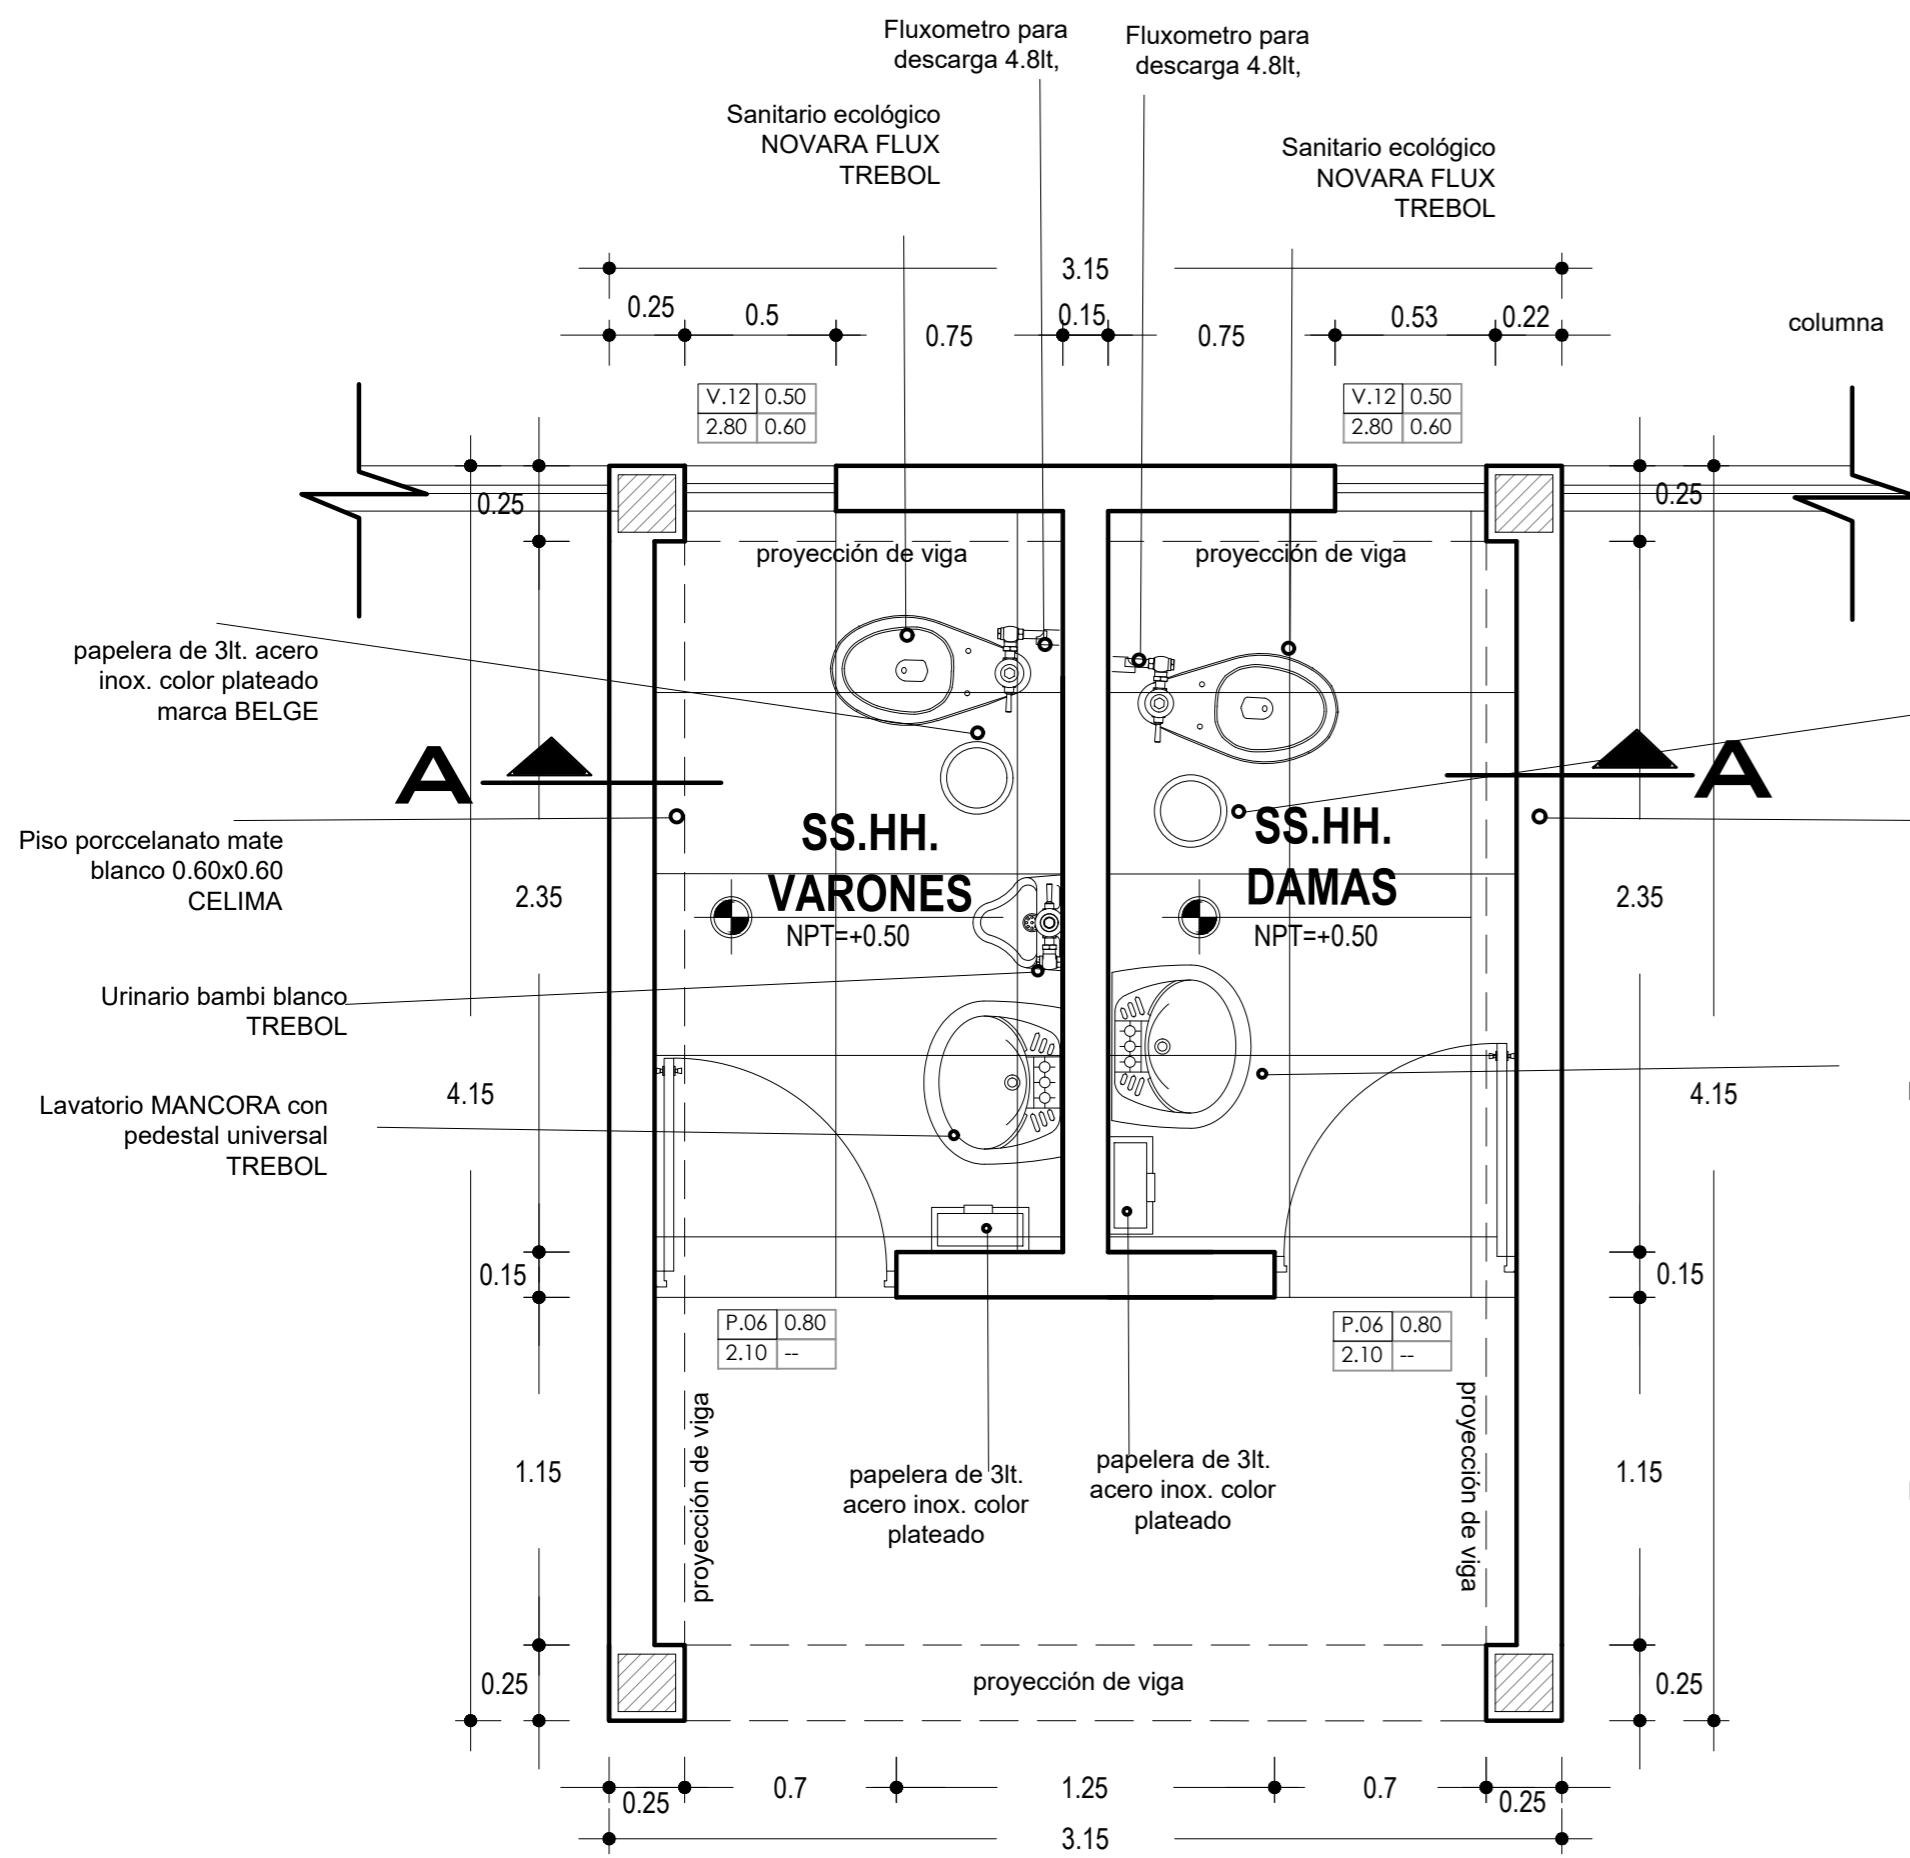 Fluxometro para
descarga 4.8lt,
Fluxometro para
descarga 4.8lt,
Sanitario ecológico
NOVARA FLUX
TREBOL
Sanitario ecológico
NOVARA FLUX
TREBOL
3.15
0.25
0.5
0.75
0.15
0.75
0.53
0.22
columna
V.12 0.50
2.80 0.60
V.12 0.50
2.80 0.60
0.25
0.25
proyección de viga
proyección de viga
papelera de 3lt. acero
inox. color plateado
marca BELGE
A
A
Piso porccelanato mate
blanco 0.60x0.60
CELIMA
SS.HH.
VARONES
NPT=+0.50
SS.HH.
DAMAS
NPT=+0.50
2.35
2.35
Urinario bambi blanco
TREBOL
Lavatorio MANCORA con
pedestal universal
TREBOL
4.15
4.15
0.15
0.15
P.06 0.80
2.10 --
P.06 0.80
2.10 --
1.15
1.15
proyección de viga
proyección de viga
papelera de 3lt.
acero inox. color
plateado
papelera de 3lt.
acero inox. color
plateado
0.25
0.25
proyección de viga
0.25
0.7
1.25
0.7
0.25
3.15